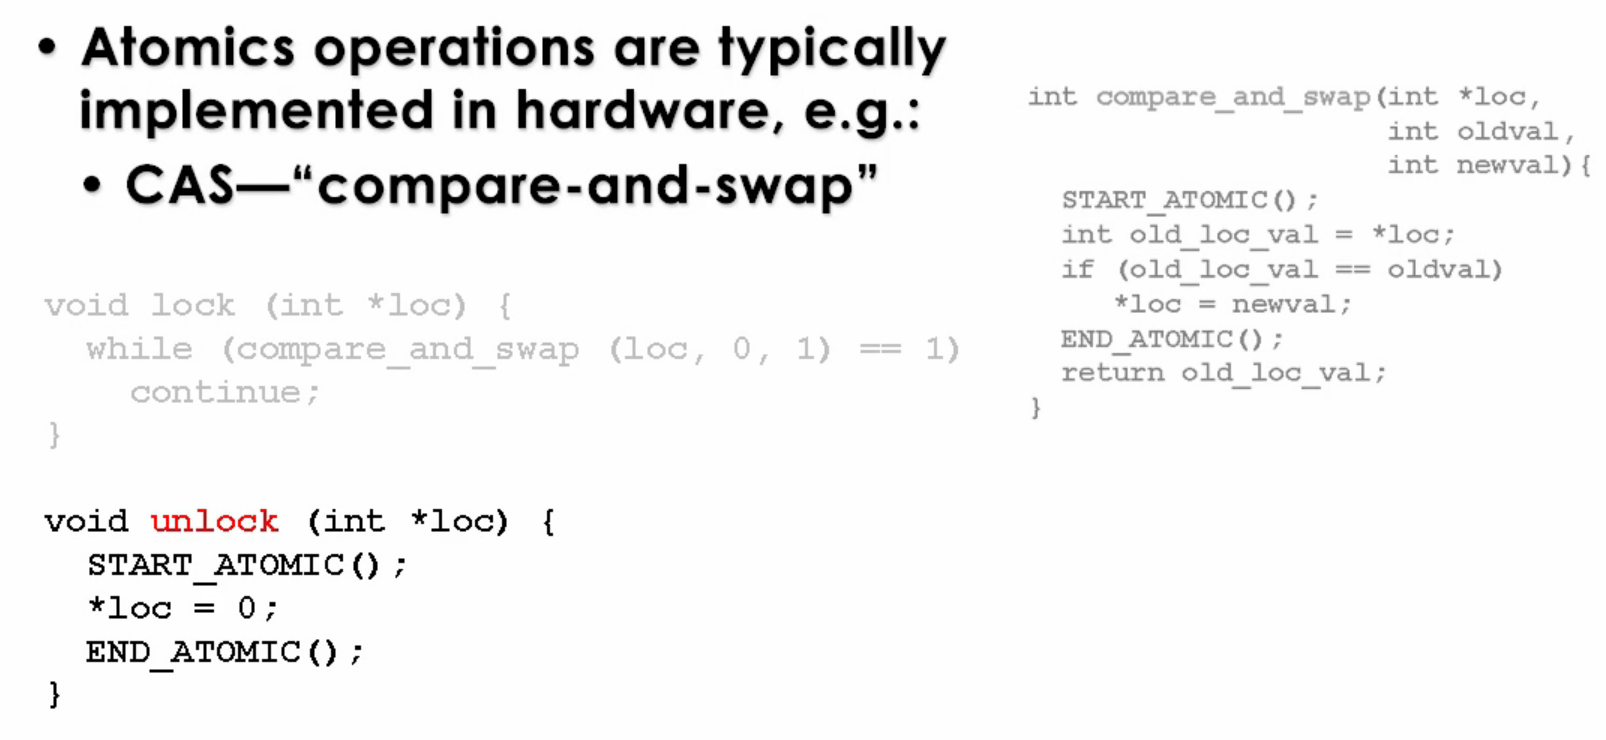 • Atomics operations are typically
implemented in hardware, e.g.:
• CAS—“compare-and-swap”
int compare_and_swap(int *loc,
int oldval,
int newval){
START_ATOMIC();
int old_loc_val = *loc;
if (old_loc_val == oldval)
*loc = newval;
END_ATOMIC();
return old_loc_val;
}
void lock (int *loc) {
while (compare_and_swap (loc, 0, 1) == 1)
continue;
}
void unlock (int *loc) {
START_ATOMIC();
*loc = 0;
END_ATOMIC();
}